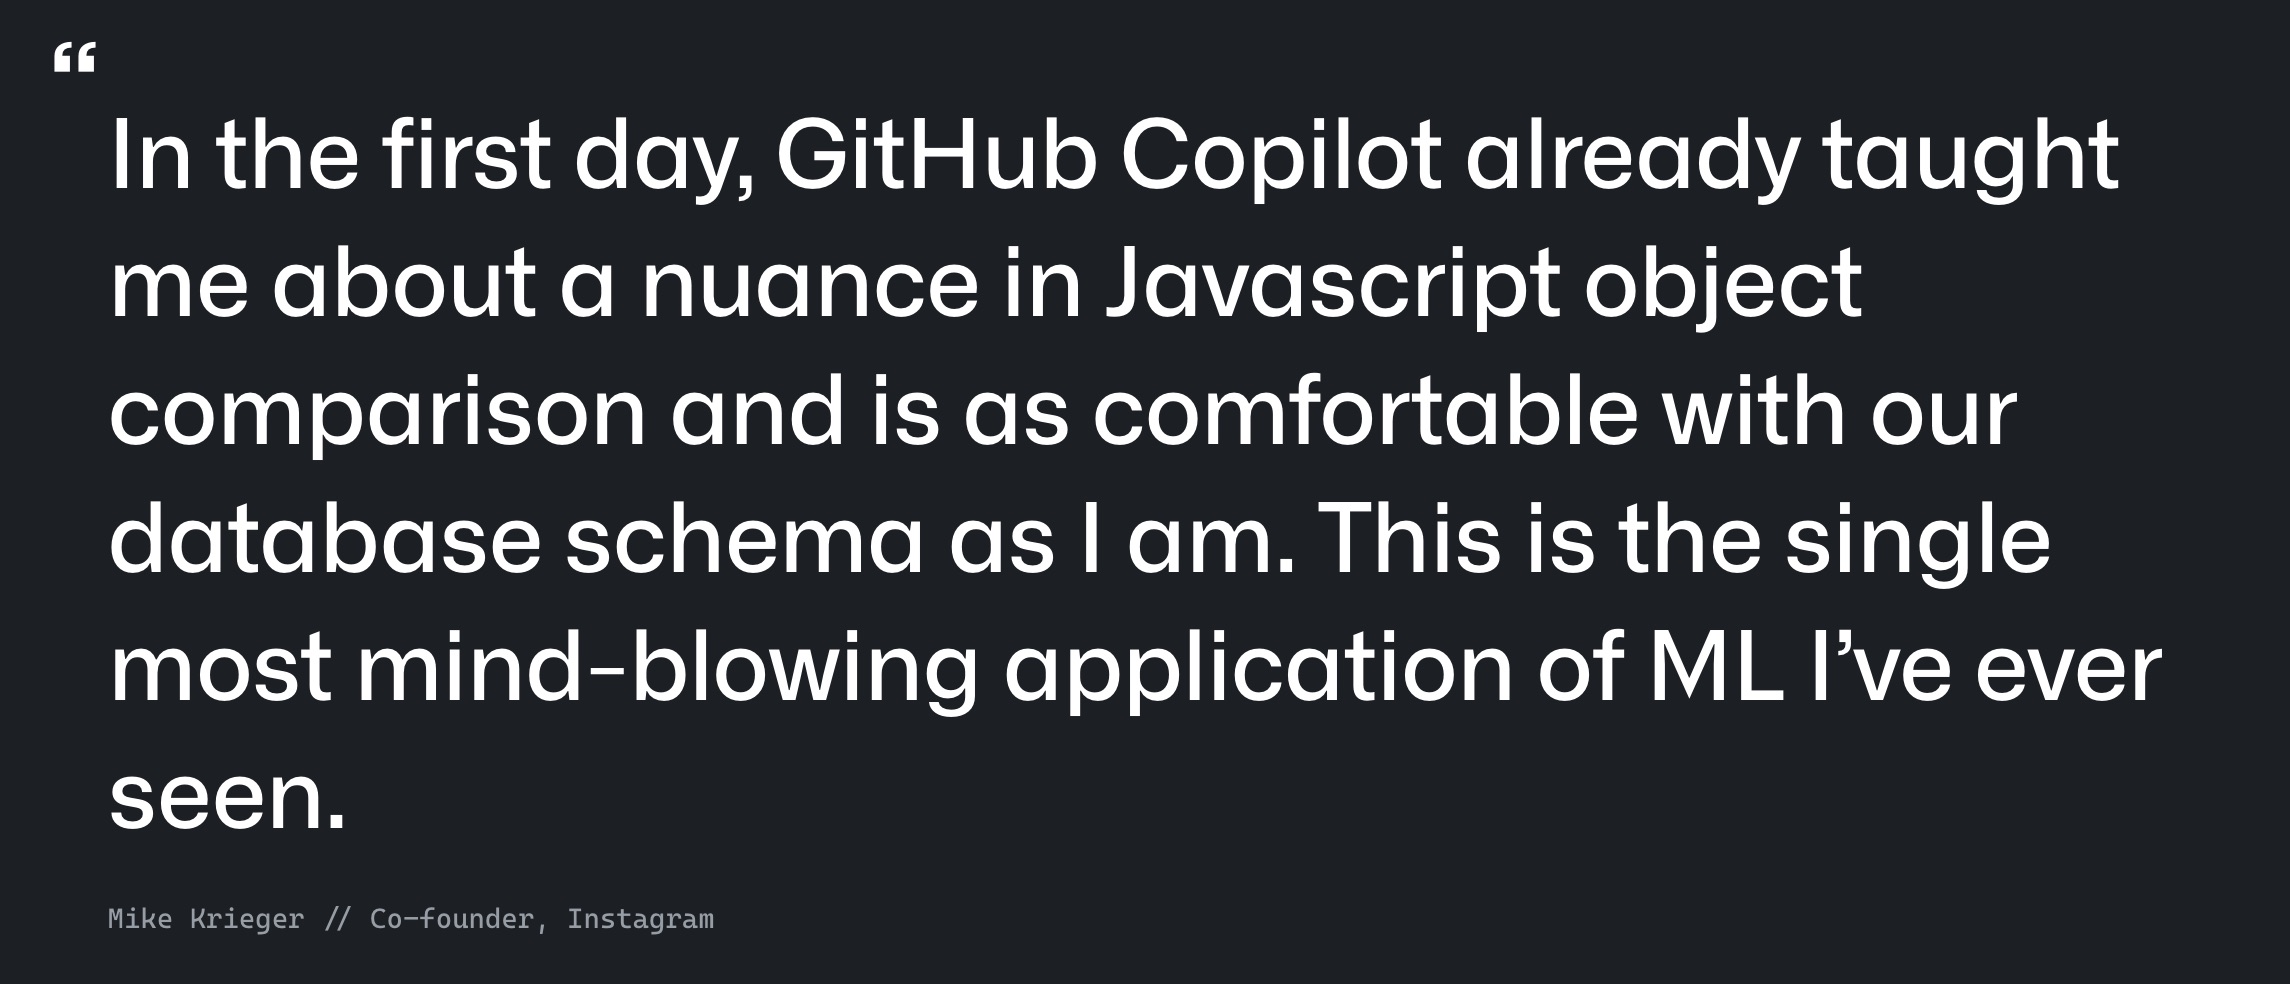 “
In the first day, GitHub Copilot already taught
me about a nuance in Javascript object
comparison and is as comfortable with our
database schema as I am. This is the single
most mind-blowing application of ML I’ve ever
seen.
Mike Krieger // Co-founder, Instagram